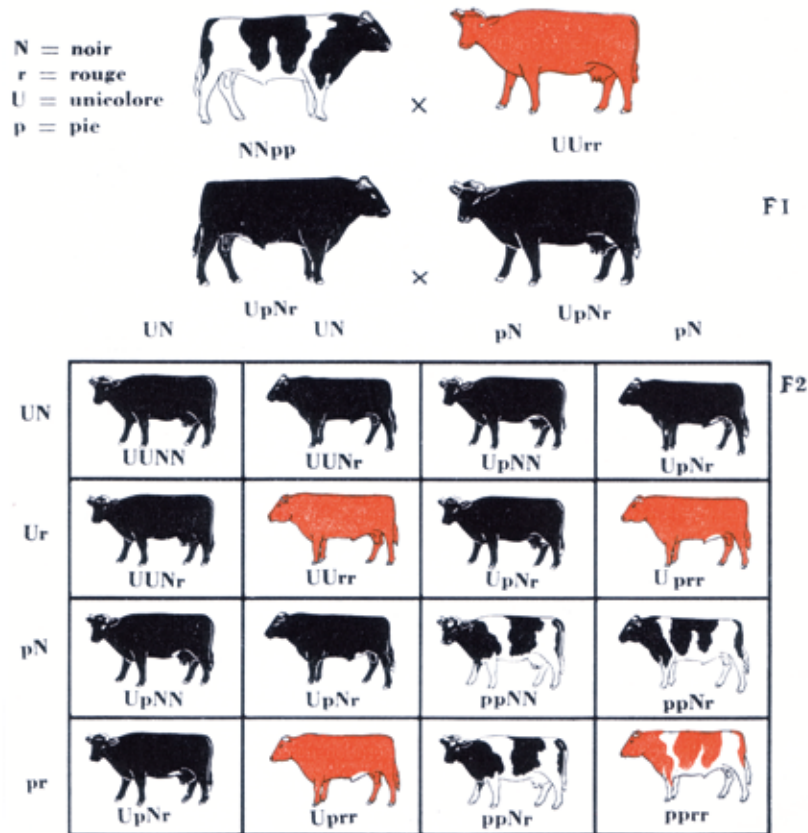 N = noir
r = rouge
U = unicolore
p = pie
×
NNpp UUrr
F1
×
UpNr UpNr
UN UN pN pN
F2
UN
UUNN UUNr UpNN UpNr
Ur
UUNr UUrr UpNr Uprr
pN
UpNN UpNr ppNN ppNr
pr
UpNr Uprr ppNr pprr